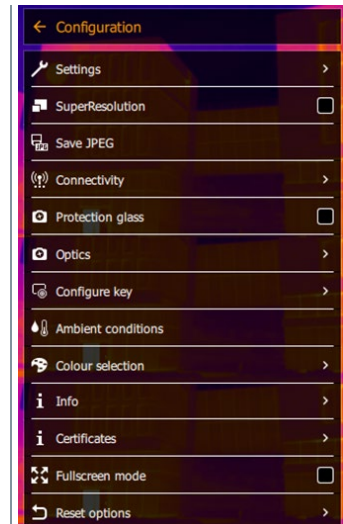 Configuration
Settings
SuperResolution
Save JPEG
Connectivity
Protection glass
Optics
Configure key
Ambient conditions
Colour selection
Info
Certificates
Fullscreen mode
Reset options